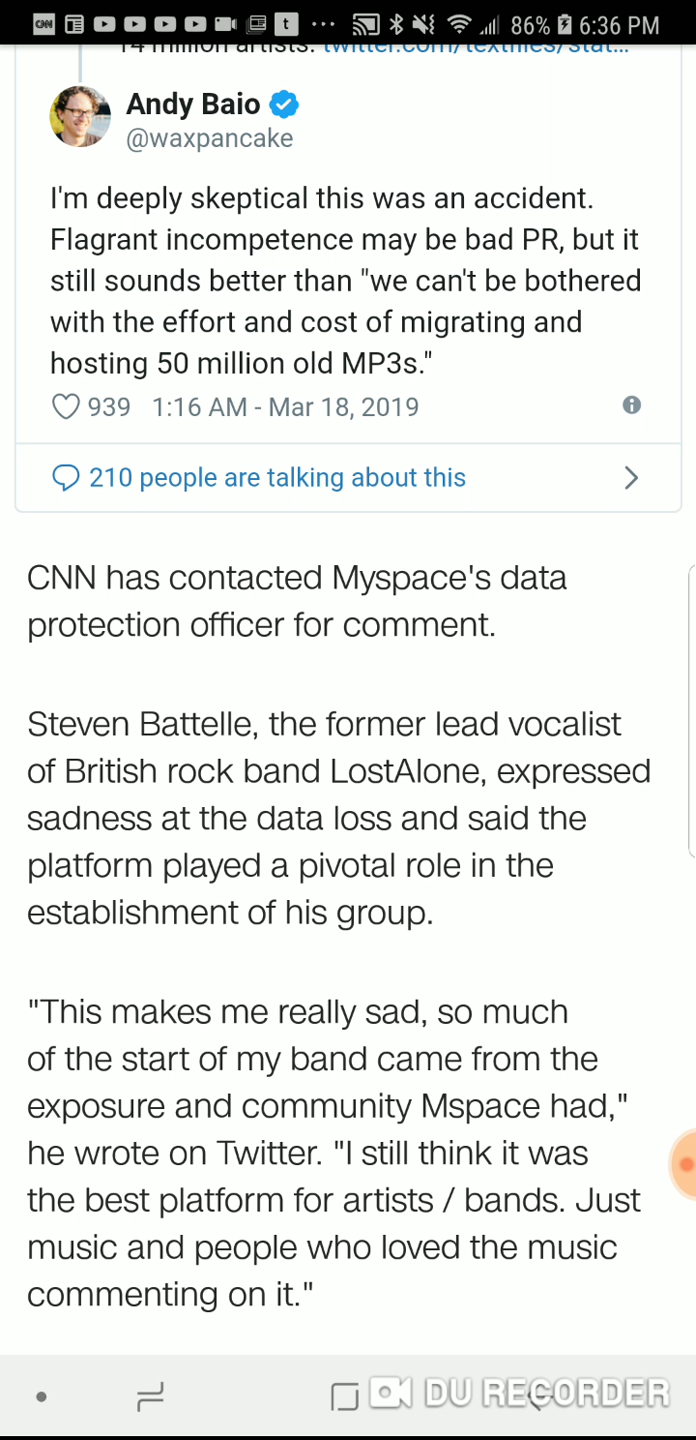 CNN t ... 86% 6:36 PM
14 million artists. twitter.com/textfiles/stat...
Andy Baio
@waxpancake
I'm deeply skeptical this was an accident.
Flagrant incompetence may be bad PR, but it
still sounds better than "we can't be bothered
with the effort and cost of migrating and
hosting 50 million old MP3s."
939 1:16 AM - Mar 18, 2019
210 people are talking about this
CNN has contacted Myspace's data
protection officer for comment.
Steven Battelle, the former lead vocalist
of British rock band LostAlone, expressed
sadness at the data loss and said the
platform played a pivotal role in the
establishment of his group.
"This makes me really sad, so much
of the start of my band came from the
exposure and community Mspace had,"
he wrote on Twitter. "I still think it was
the best platform for artists / bands. Just
music and people who loved the music
commenting on it."
DU RECORDER